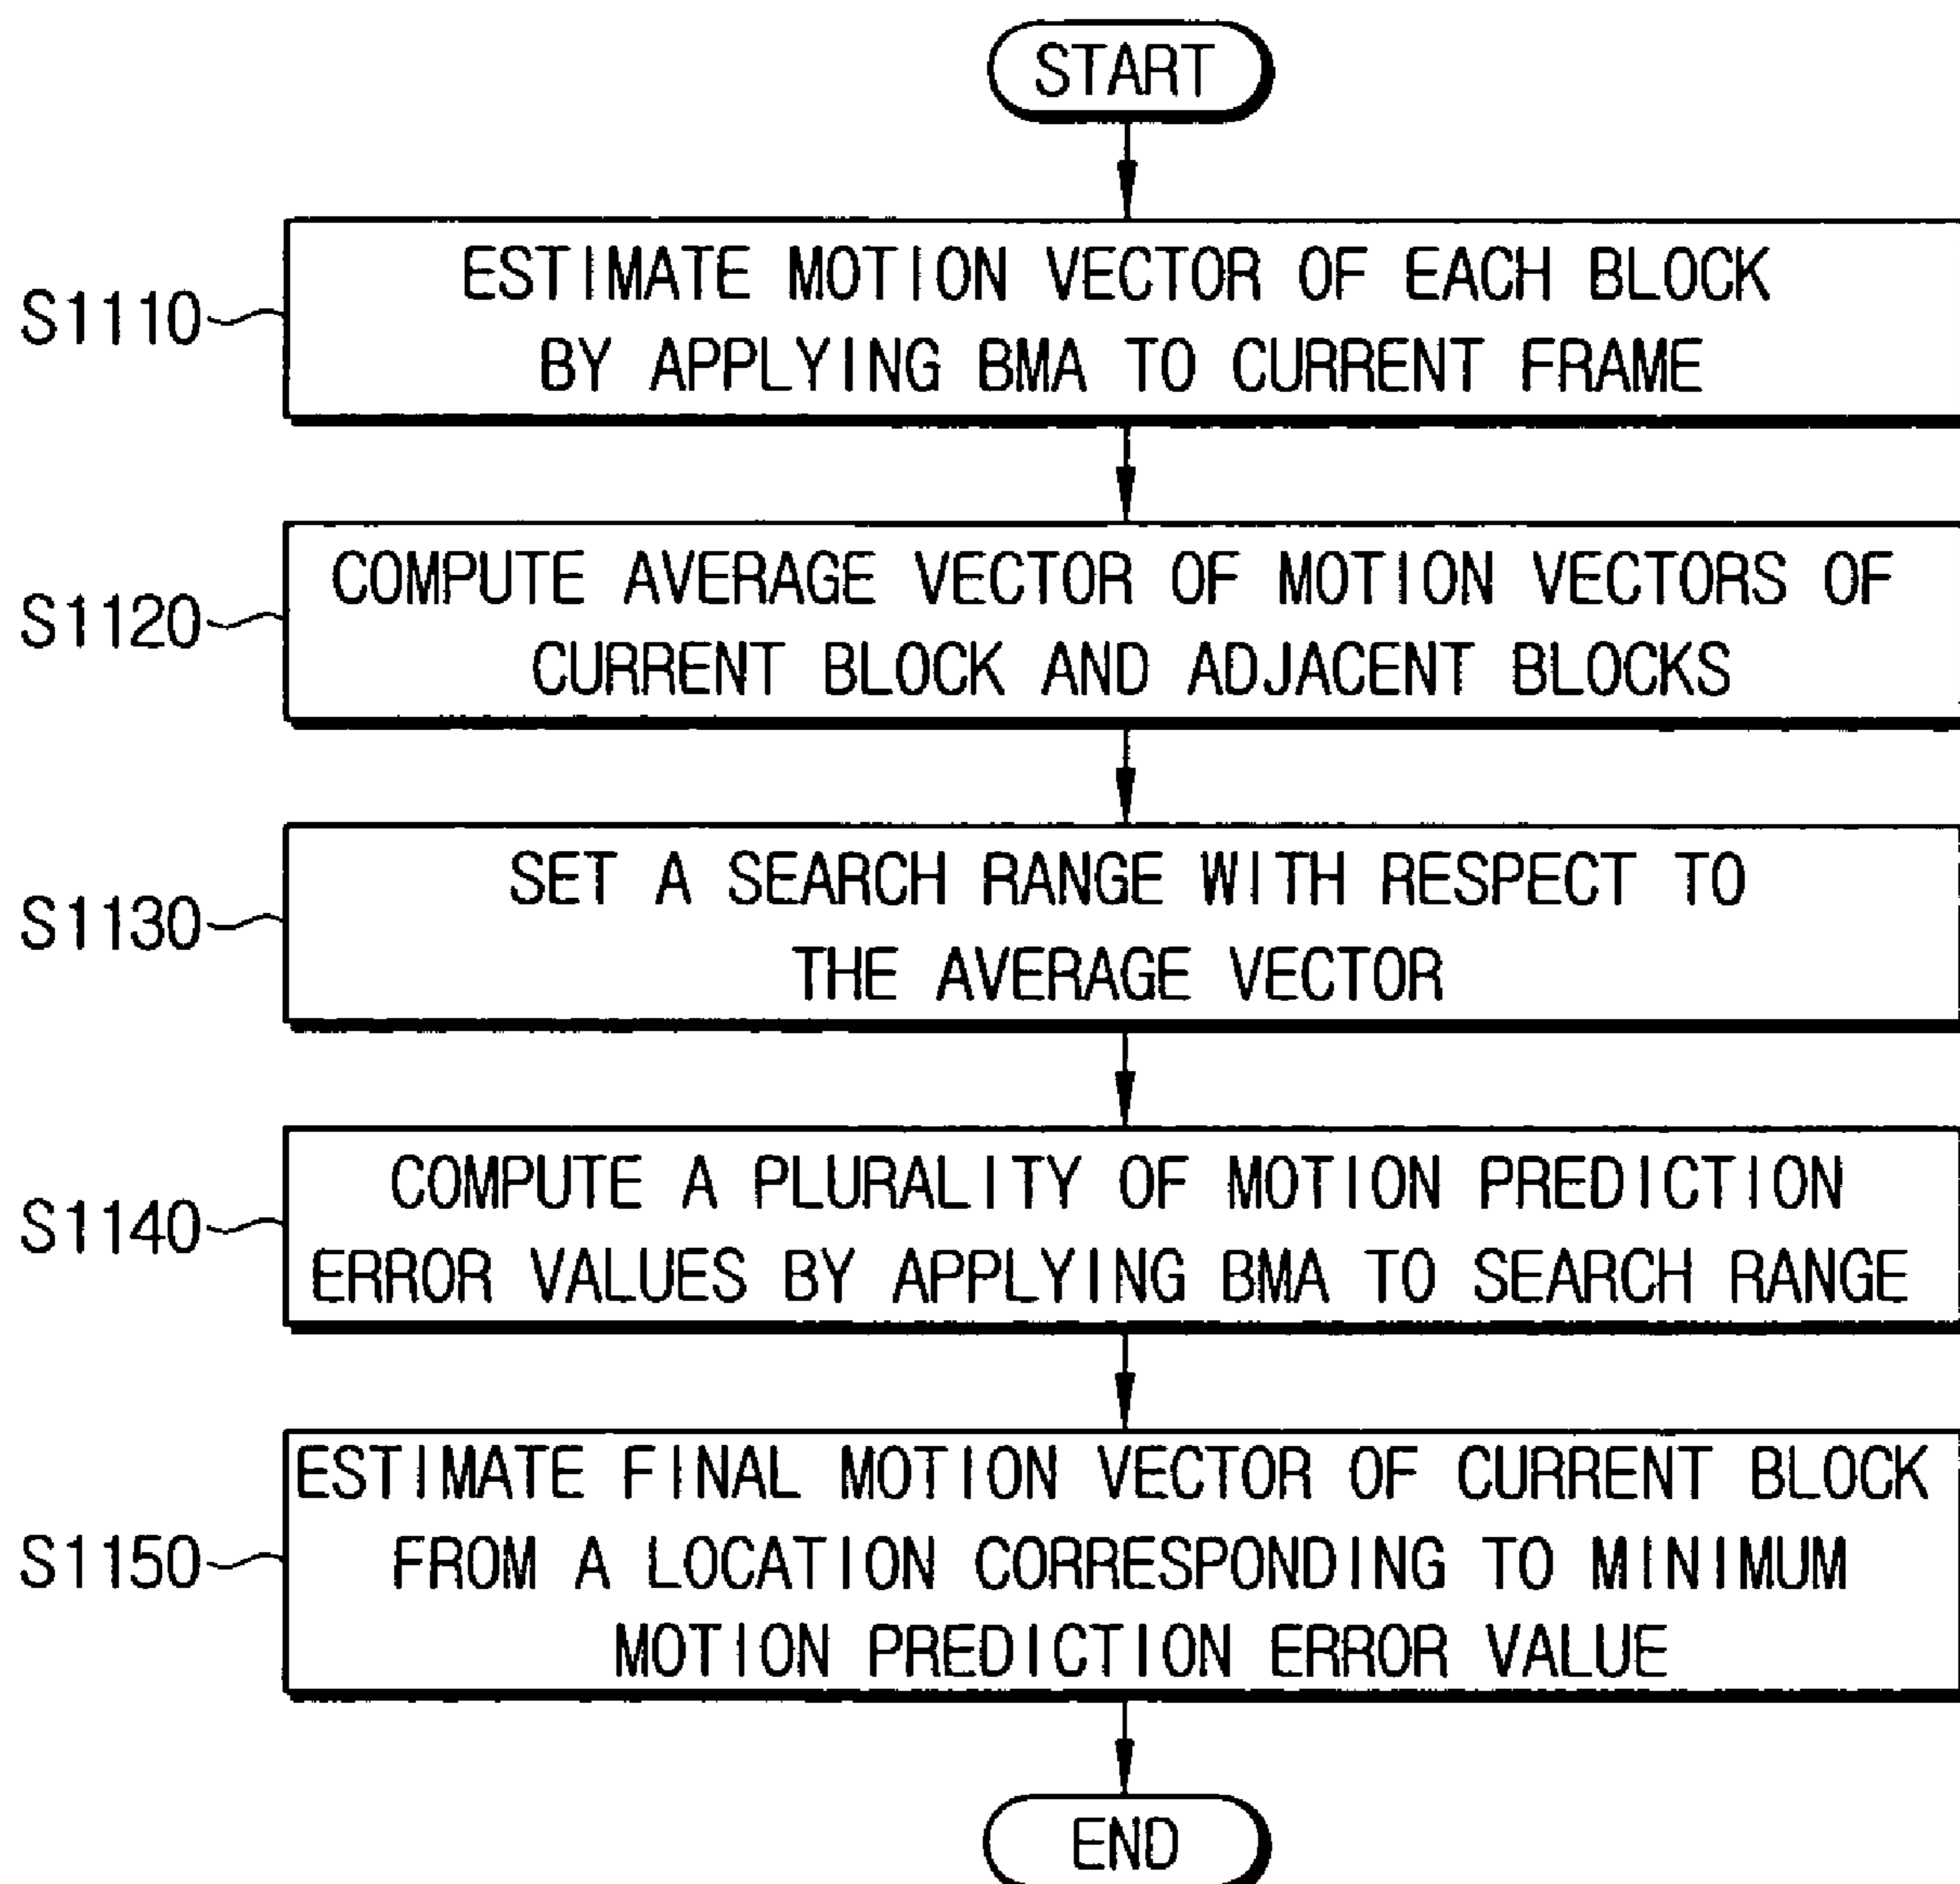 START
S1110
ESTIMATE MOTION VECTOR OF EACH BLOCK
BY APPLYING BMA TO CURRENT FRAME
S1120
COMPUTE AVERAGE VECTOR OF MOTION VECTORS OF
CURRENT BLOCK AND ADJACENT BLOCKS
S1130
SET A SEARCH RANGE WITH RESPECT TO
THE AVERAGE VECTOR
S1140
COMPUTE A PLURALITY OF MOTION PREDICTION
ERROR VALUES BY APPLYING BMA TO SEARCH RANGE
S1150
ESTIMATE FINAL MOTION VECTOR OF CURRENT BLOCK
FROM A LOCATION CORRESPONDING TO MINIMUM
MOTION PREDICTION ERROR VALUE
END